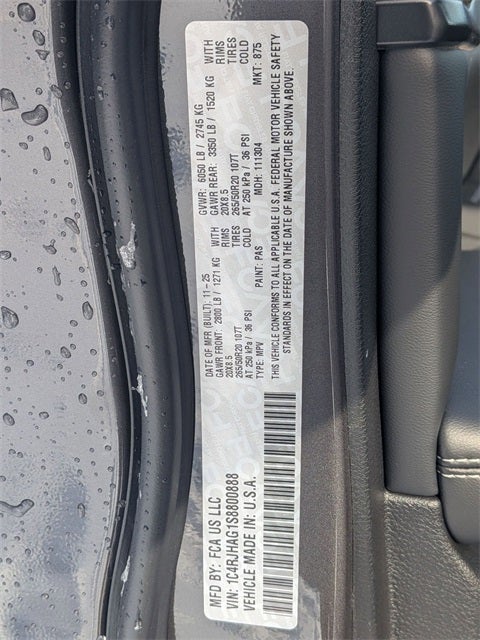 MFD BY: FCA US LLC
DATE OF MFR (BUILT): 11-25
GVWR: 6050 LB / 2745 KG
GAWR FRONT: 2800 LB / 1271 KG WITH
GAWR REAR: 3350 LB / 1520 KG WITH
20X8.5 RIMS
20X8.5 RIMS
265/50R20 107T TIRES
265/50R20 107T TIRES
AT 250 kPa / 36 PSI COLD
AT 250 kPa / 36 PSI COLD
VIN: 1C4RJHAG1S8800888
TYPE: MPV
PAINT: PAS
MDH: 111304
MKT: 875
VEHICLE MADE IN: U.S.A.
THIS VEHICLE CONFORMS TO ALL APPLICABLE U.S.A. FEDERAL MOTOR VEHICLE SAFETY
STANDARDS IN EFFECT ON THE DATE OF MANUFACTURE SHOWN ABOVE.